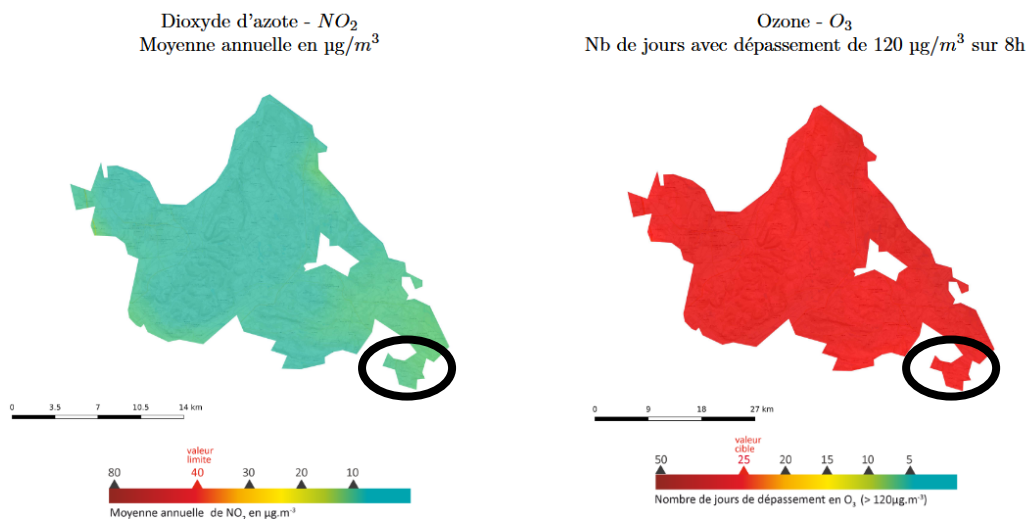 Dioxyde d'azote - NO₂
Moyenne annuelle en µg/m³
Ozone - O₃
Nb de jours avec dépassement de 120 µg/m³ sur 8h
0 3.5 7 10.5 14 km
0 9 18 27 km
valeur
limite
80 40 30 20 10
Moyenne annuelle de NO₂ en µg.m⁻³
valeur
cible
50 25 20 15 10 5
Nombre de jours de dépassement en O₃ (> 120µg.m⁻³)